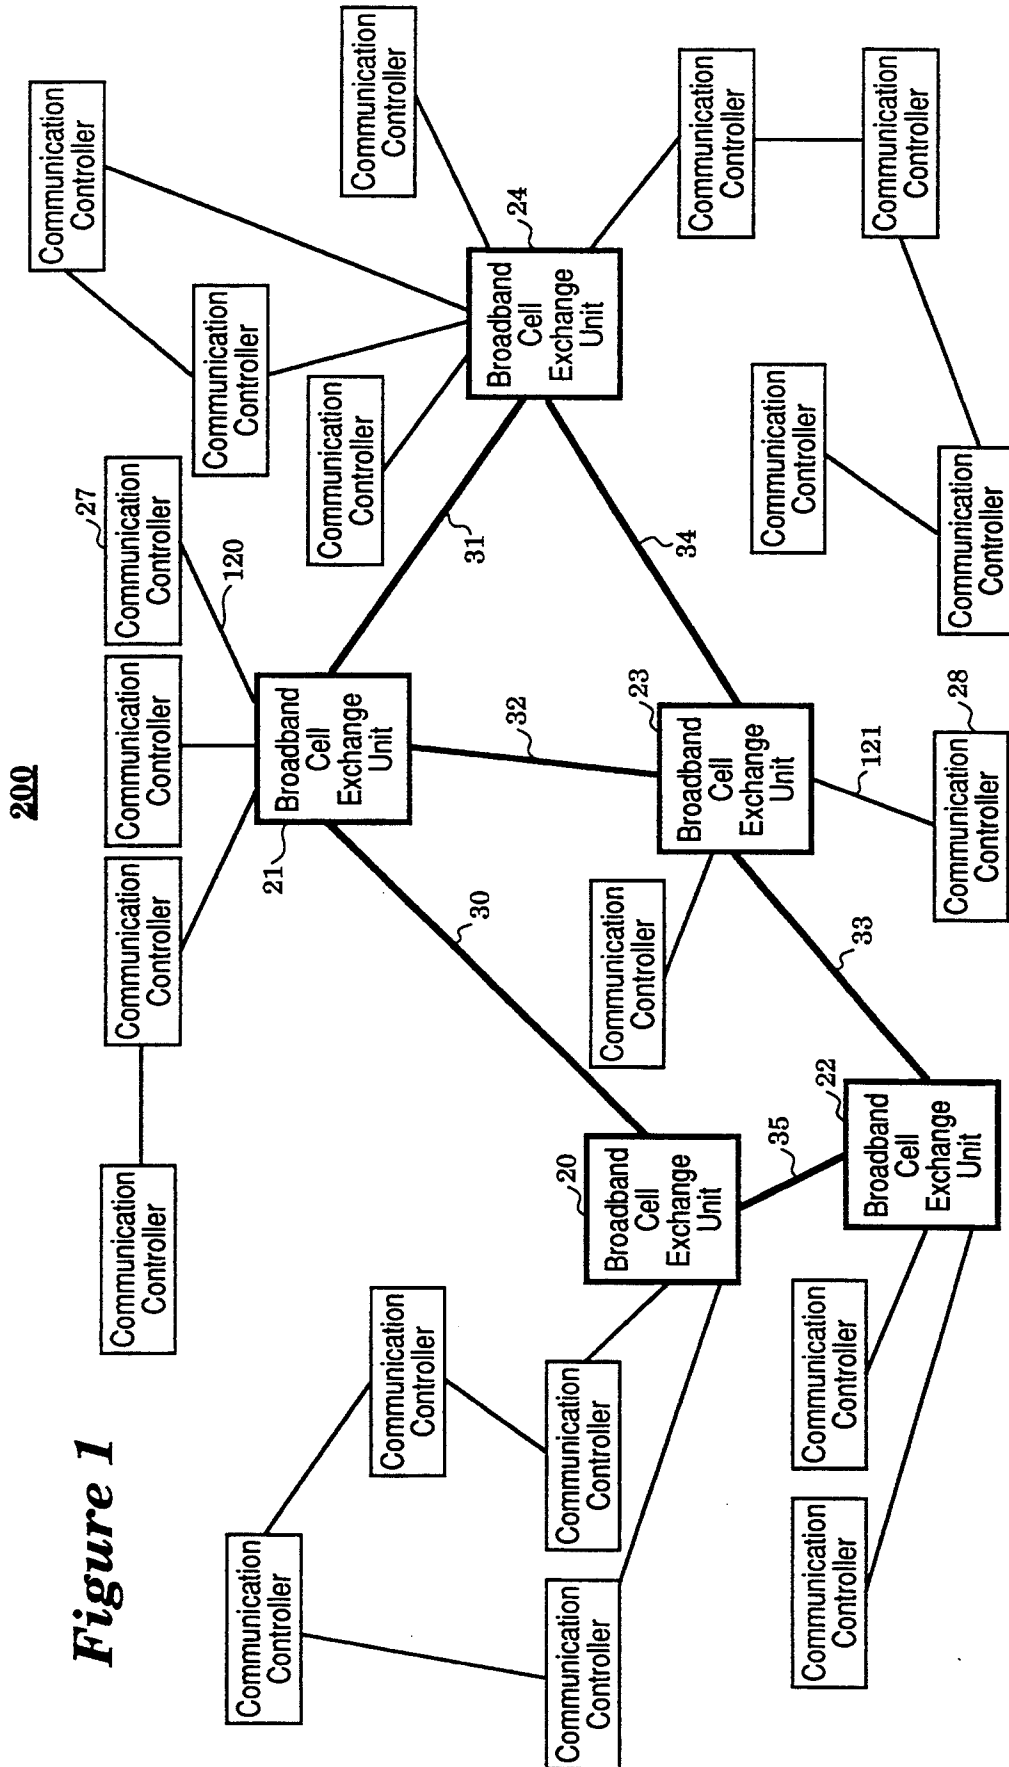 200
Figure 1
Communication
Controller
27
Communication
Controller
Communication
Controller
Communication
Controller
Communication
Controller
Communication
Controller
120
Communication
Controller
Communication
Controller
21
Broadband
Cell
Exchange
Unit
Communication
Controller
Communication
Controller
Communication
Controller
30
31
32
24
Broadband
Cell
Exchange
Unit
Communication
Controller
Communication
Controller
20
Broadband
Cell
Exchange
Unit
Communication
Controller
23
Broadband
Cell
Exchange
Unit
34
Communication
Controller
35
33
Communication
Controller
Communication
Controller
Communication
Controller
22
Broadband
Cell
Exchange
Unit
121
Communication
Controller
28
Communication
Controller
Communication
Controller